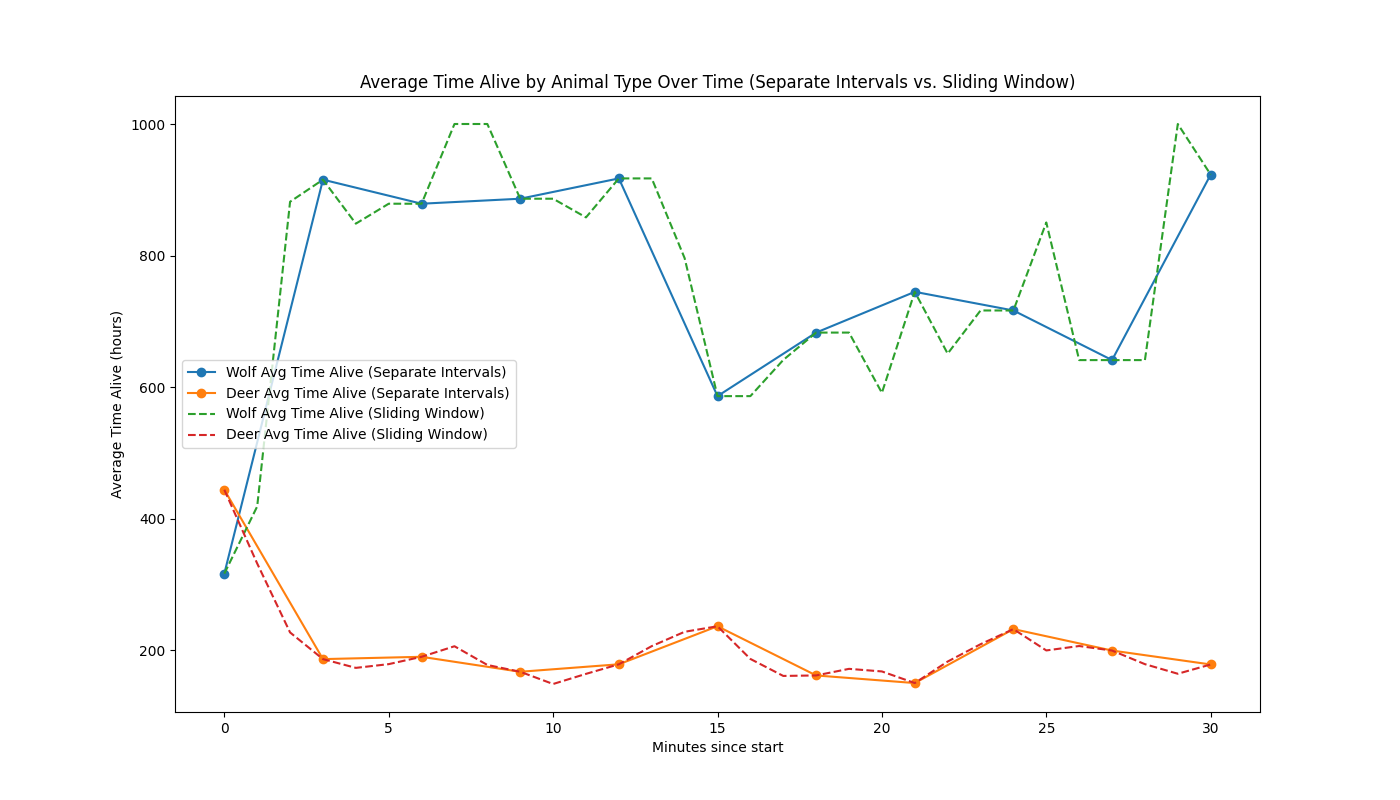 Average Time Alive by Animal Type Over Time (Separate Intervals vs. Sliding Window)
1000
800
600
400
200
Average Time Alive (hours)
Wolf Avg Time Alive (Separate Intervals)
Deer Avg Time Alive (Separate Intervals)
Wolf Avg Time Alive (Sliding Window)
Deer Avg Time Alive (Sliding Window)
0 5 10 15 20 25 30
Minutes since start